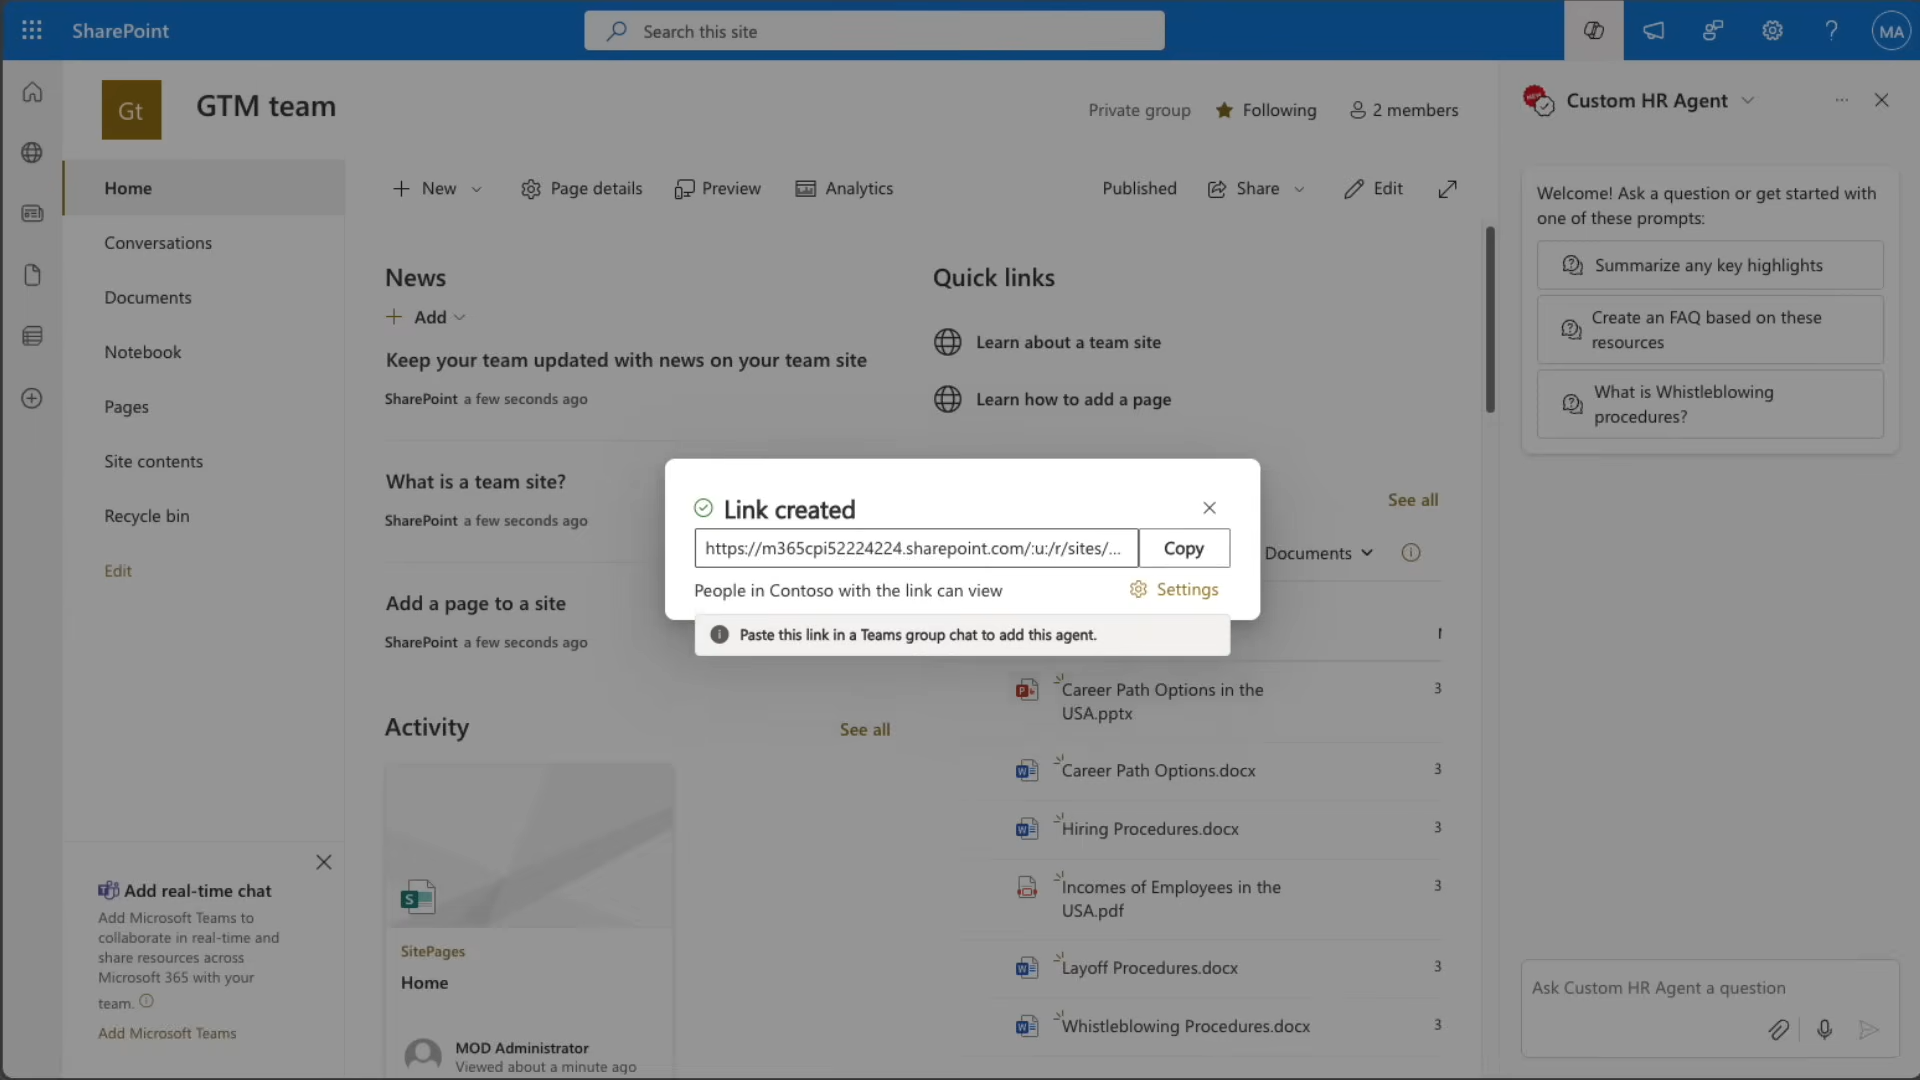 SharePoint
Search this site
MA
Gt
GTM team
Private group
Following
2 members
Home
Conversations
Documents
Notebook
Pages
Site contents
Recycle bin
Edit
New
Page details
Preview
Analytics
Published
Share
Edit
News
Add
Keep your team updated with news on your team site
SharePoint a few seconds ago
What is a team site?
SharePoint a few seconds ago
Add a page to a site
SharePoint a few seconds ago
Quick links
Learn about a team site
Learn how to add a page
See all
Documents
Link created
https://m365cpi52224224.sharepoint.com/:u:/r/sites/...
Copy
People in Contoso with the link can view
Settings
Paste this link in a Teams group chat to add this agent.
Career Path Options in the
USA.pptx
3
Career Path Options.docx
3
Hiring Procedures.docx
3
Incomes of Employees in the
USA.pdf
3
Layoff Procedures.docx
3
Whistleblowing Procedures.docx
3
Activity
See all
SitePages
Home
MOD Administrator
Viewed about a minute ago
Add real-time chat
Add Microsoft Teams to
collaborate in real-time and
share resources across
Microsoft 365 with your
team.
Add Microsoft Teams
NEW
Custom HR Agent
Welcome! Ask a question or get started with
one of these prompts:
Summarize any key highlights
Create an FAQ based on these
resources
What is Whistleblowing
procedures?
Ask Custom HR Agent a question